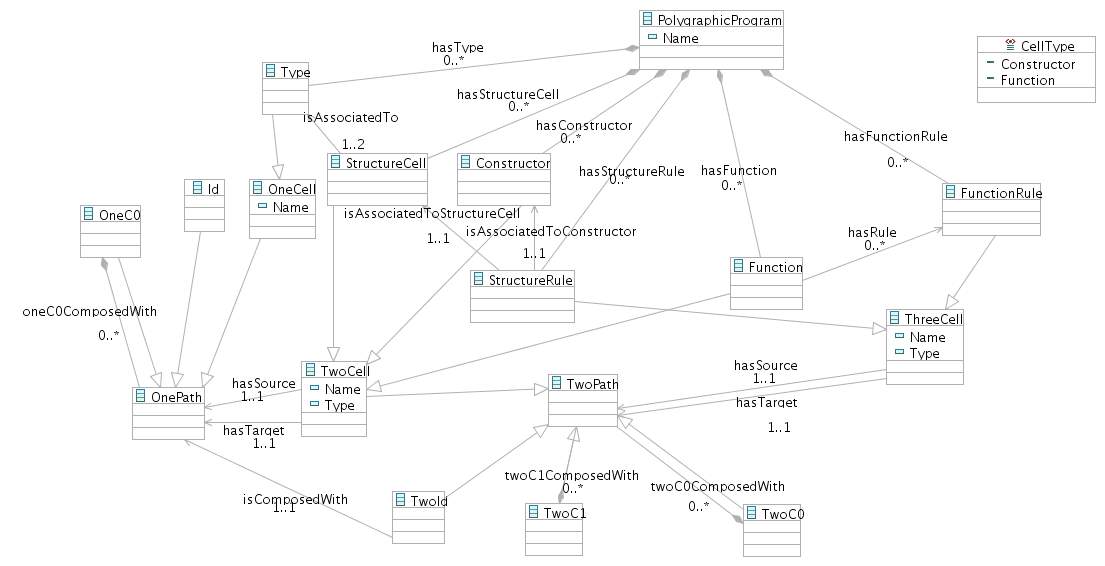 PolygraphicProgram
Name
CellType
Constructor
Function
hasType
0..*
Type
hasStructureCell
0..*
isAssociatedTo
1..2
hasConstructor
0..*
hasFunctionRule
0..*
StructureCell
Constructor
hasStructureRule
0..*
hasFunction
0..*
Id
OneCell
Name
FunctionRule
OneC0
isAssociatedToStructureCell
1..1
isAssociatedToConstructor
1..1
hasRule
0..*
StructureRule
Function
oneC0ComposedWith
0..*
ThreeCell
Name
Type
TwoCell
Name
Type
hasSource
1..1
TwoPath
hasSource
1..1
OnePath
hasTarget
1..1
hasTarget
1..1
twoC1ComposedWith
0..*
twoC0ComposedWith
0..*
isComposedWith
1..1
TwoId
TwoC1
TwoC0